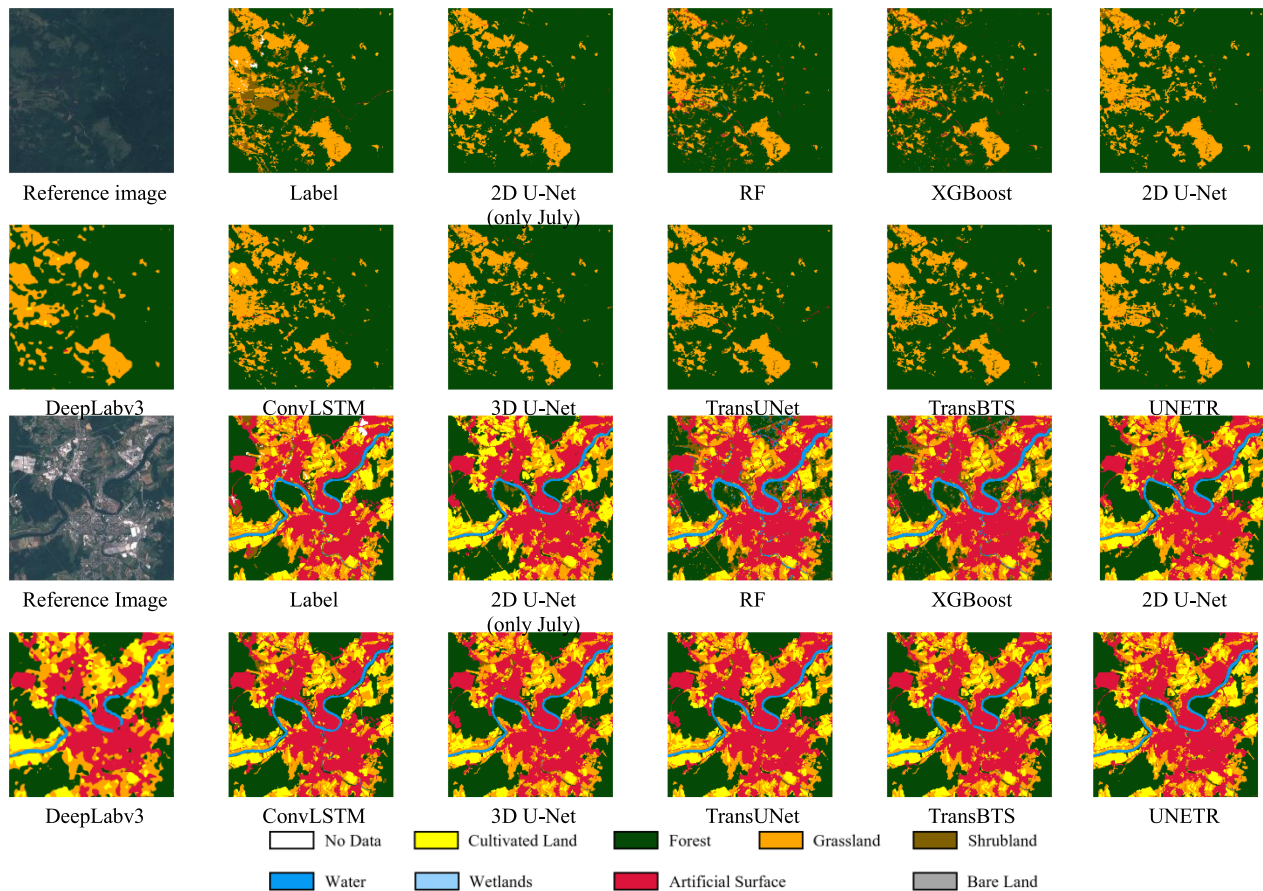 Reference image
Label
2D U-Net
(only July)
RF
XGBoost
2D U-Net
DeepLabv3
ConvLSTM
3D U-Net
TransUNet
TransBTS
UNETR
Reference Image
Label
2D U-Net
(only July)
RF
XGBoost
2D U-Net
DeepLabv3
ConvLSTM
3D U-Net
TransUNet
TransBTS
UNETR
No Data
Cultivated Land
Forest
Grassland
Shrubland
Water
Wetlands
Artificial Surface
Bare Land